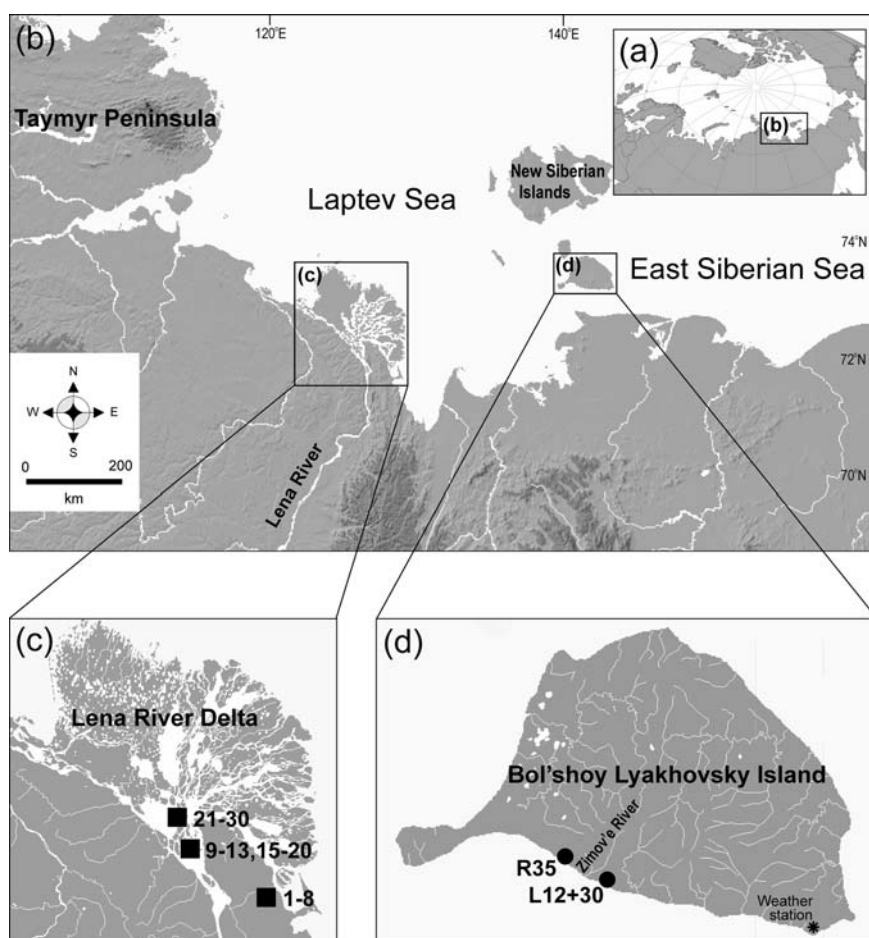 (b)
120°E
140°E
(a)
(b)
Taymyr Peninsula
New Siberian
Islands
Laptev Sea
74°N
(c)
(d)
East Siberian Sea
72°N
N
W
E
S
0
200
km
Lena River
70°N
(c)
Lena River Delta
21-30
9-13,15-20
1-8
(d)
Bol'shoy Lyakhovsky Island
Zimov'e River
R35
L12+30
Weather
station